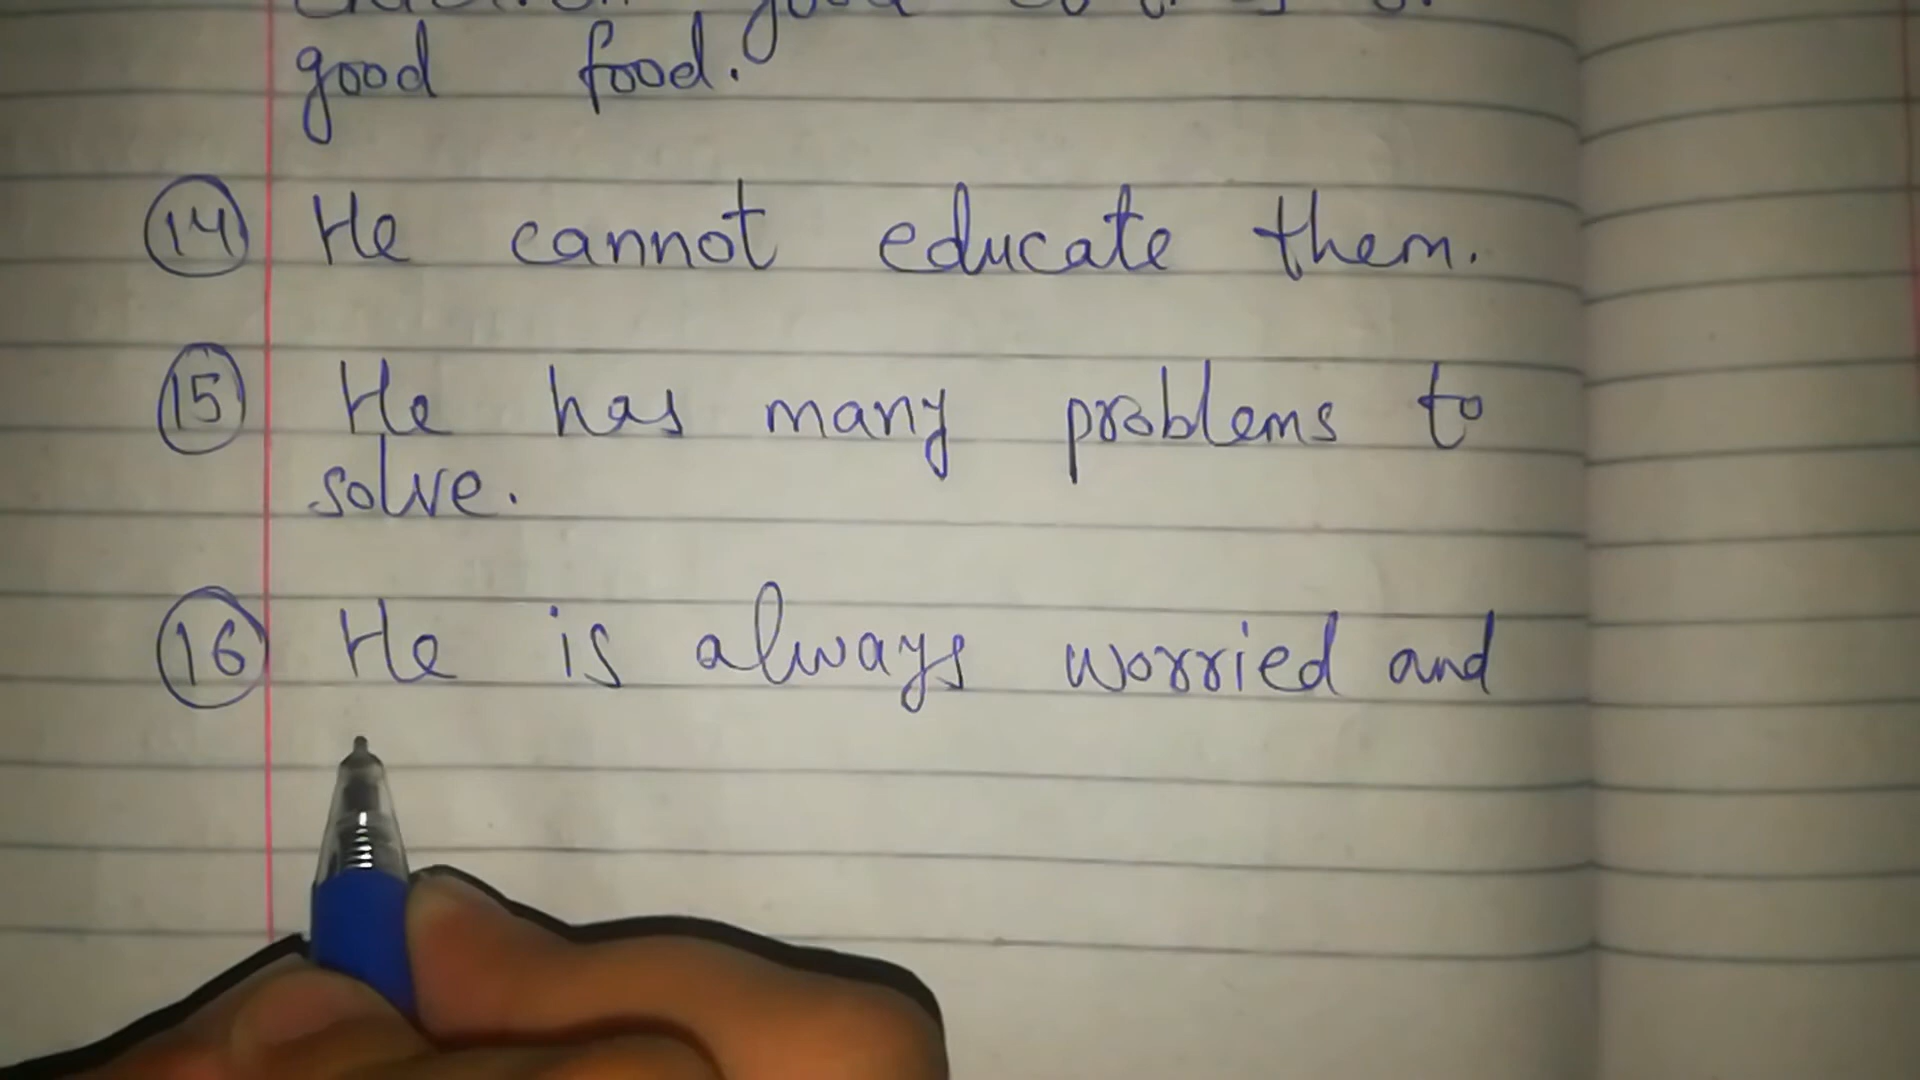 good food.
14 He cannot educate them.
15 He has many problems to
solve.
16 He is always worried and